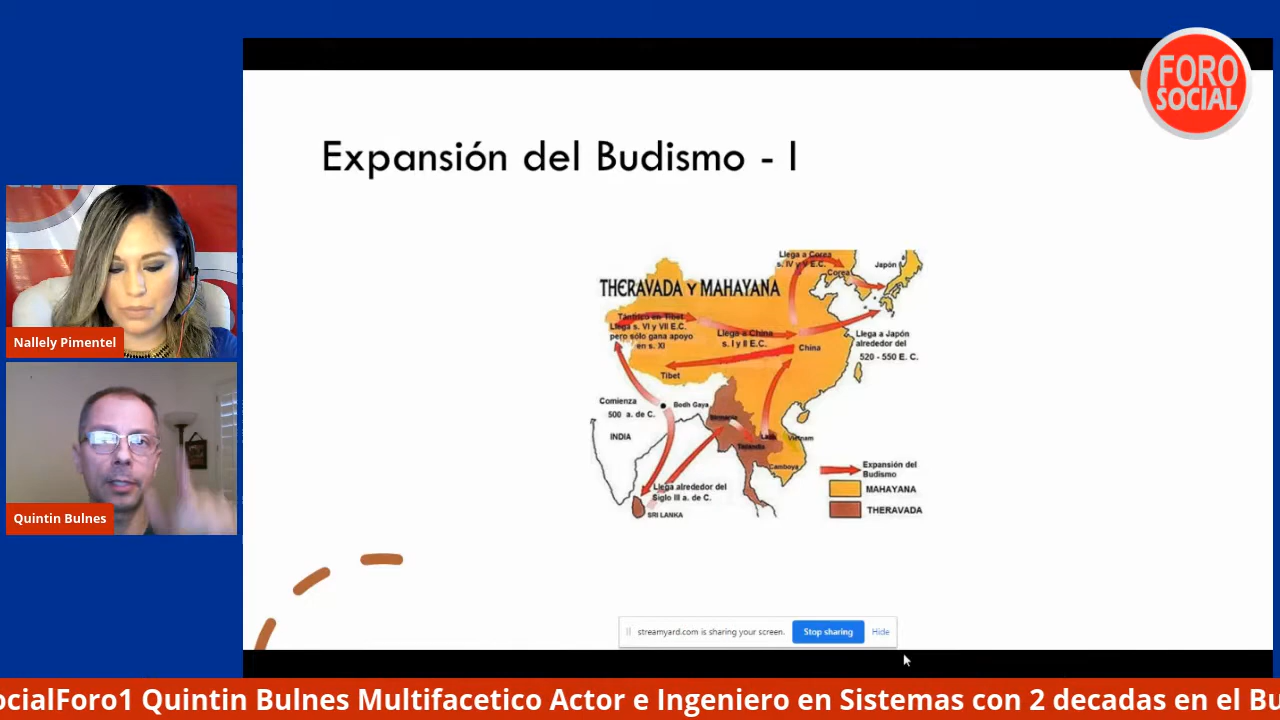 FORO
SOCIAL
Expansión del Budismo - I
Llega a Corea
s. IV y V E.C.
Corea
Japón
THERAVADA Y MAHAYANA
Tántrico en Tibet
Llega s. VI y VII E.C.
pero sólo gana apoyo
en s. XI
Llega a China
s. I y II E.C.
China
Llega a Japón
alrededor del
520 - 550 E. C.
Tibet
Comienza
500 a. de C.
Bodh Gaya
INDIA
Birmania
Laos
Tailandia
Vietnam
Camboya
Llega alrededor del
Siglo III a. de C.
SRI LANKA
Expansión del
Budismo
MAHAYANA
THERAVADA
Nallely Pimentel
Quintin Bulnes
streamyard.com is sharing your screen.
Stop sharing
Hide
ocialForo1 Quintin Bulnes Multifacetico Actor e Ingeniero en Sistemas con 2 decadas en el Bu